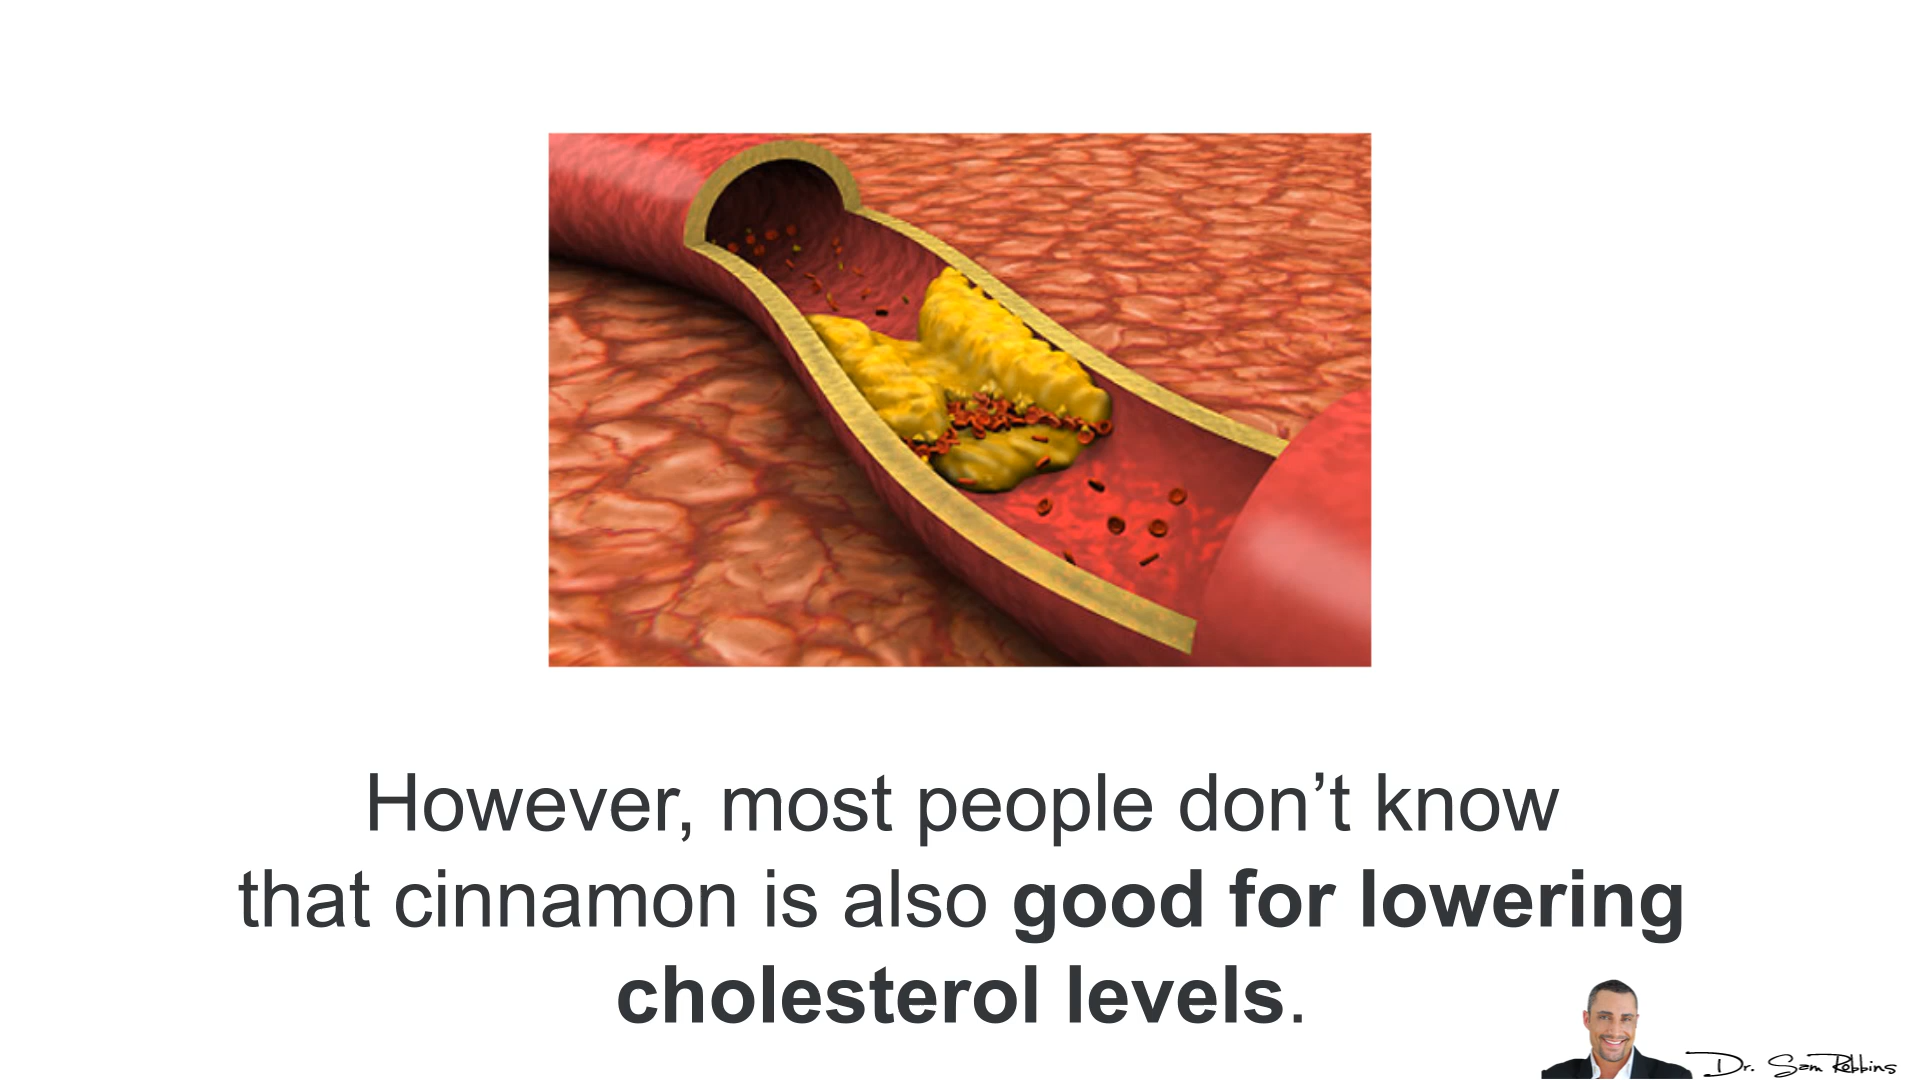 However, most people don’t know
that cinnamon is also good for lowering
cholesterol levels.
Dr. Sam Robbins